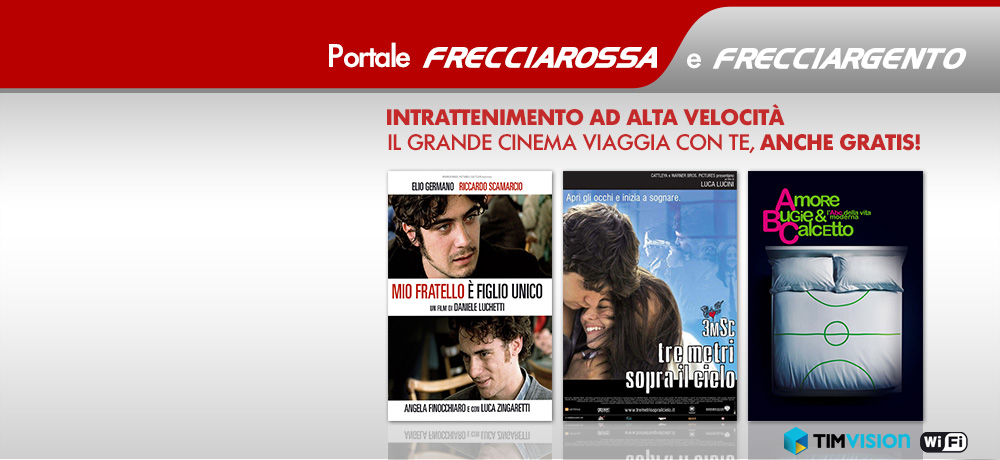 Portale FRECCIAROSSA e FRECCIARGENTO
INTRATTENIMENTO AD ALTA VELOCITÀ
IL GRANDE CINEMA VIAGGIA CON TE, ANCHE GRATIS!
ELIO GERMANO RICCARDO SCAMARCIO
MIO FRATELLO È FIGLIO UNICO
UN FILM DI DANIELE LUCHETTI
ANGELA FINOCCHIARO E CON LUCA ZINGARETTI
CATTLEYA E WARNER BROS. PICTURES presentano
LUCA LUCINI
Apri gli occhi e inizia a sognare.
3MSC
tre metri
sopra il cielo
www.tremetrisoprailcielo.it
Amore
Bugie &
Calcetto
l'Abc della vita
moderna
TIMVISION
Wi Fi